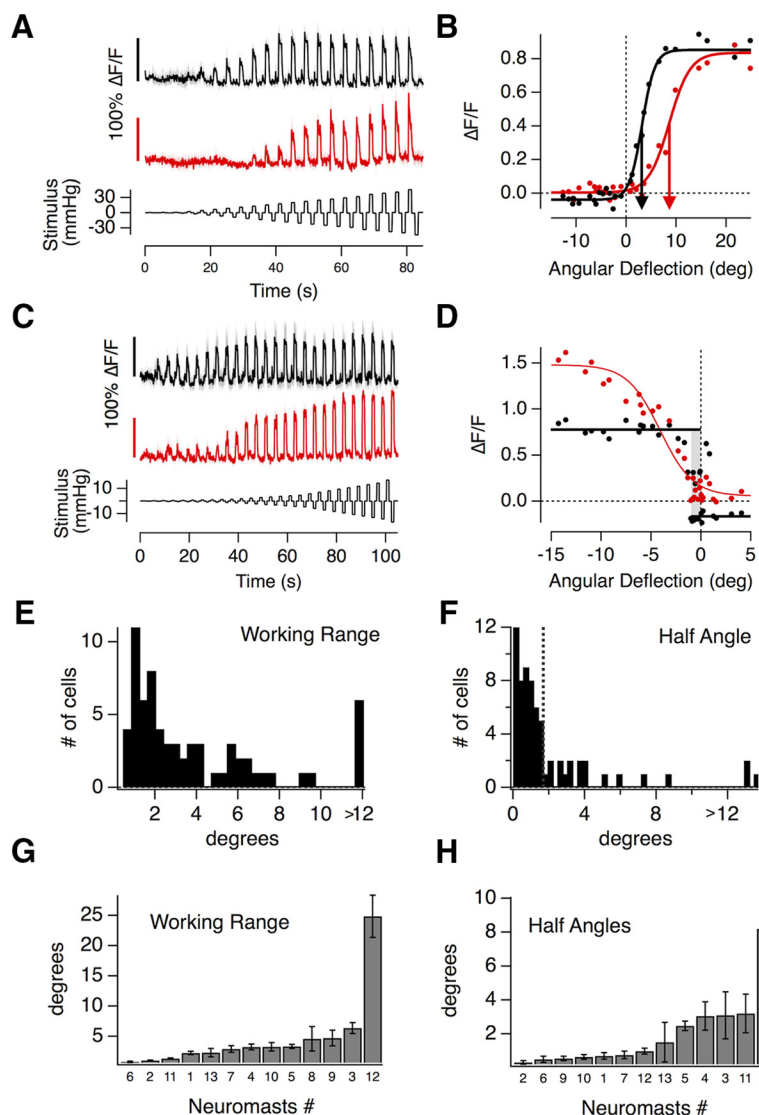 A
100% ΔF/F
Stimulus
(mmHg)
30
0
-30
0 20 40 60 80
Time (s)
B
ΔF/F
0.8
0.6
0.4
0.2
0.0
-10 0 10 20
Angular Deflection (deg)
C
100% ΔF/F
Stimulus
(mmHg)
10
0
-10
0 20 40 60 80 100
Time (s)
D
ΔF/F
1.5
1.0
0.5
0.0
-15 -10 -5 0 5
Angular Deflection (deg)
E
Working Range
# of cells
10
5
0
2 4 6 8 10 >12
degrees
F
Half Angle
# of cells
12
8
4
0
0 4 8 >12
degrees
G
Working Range
degrees
25
20
15
10
5
6 2 11 1 13 7 4 10 5 8 9 3 12
Neuromasts #
H
Half Angles
degrees
10
8
6
4
2
2 6 9 10 1 7 12 13 5 4 3 11
Neuromasts #